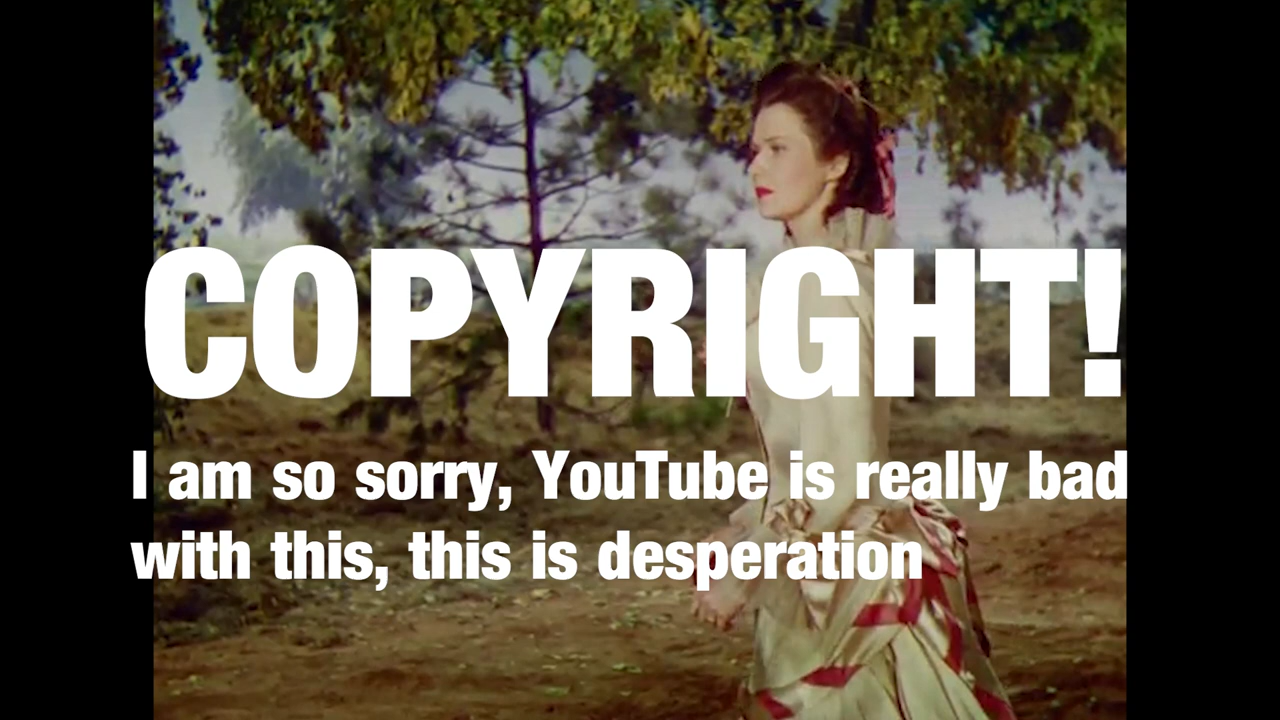 COPYRIGHT!
I am so sorry, YouTube is really bad
with this, this is desperation